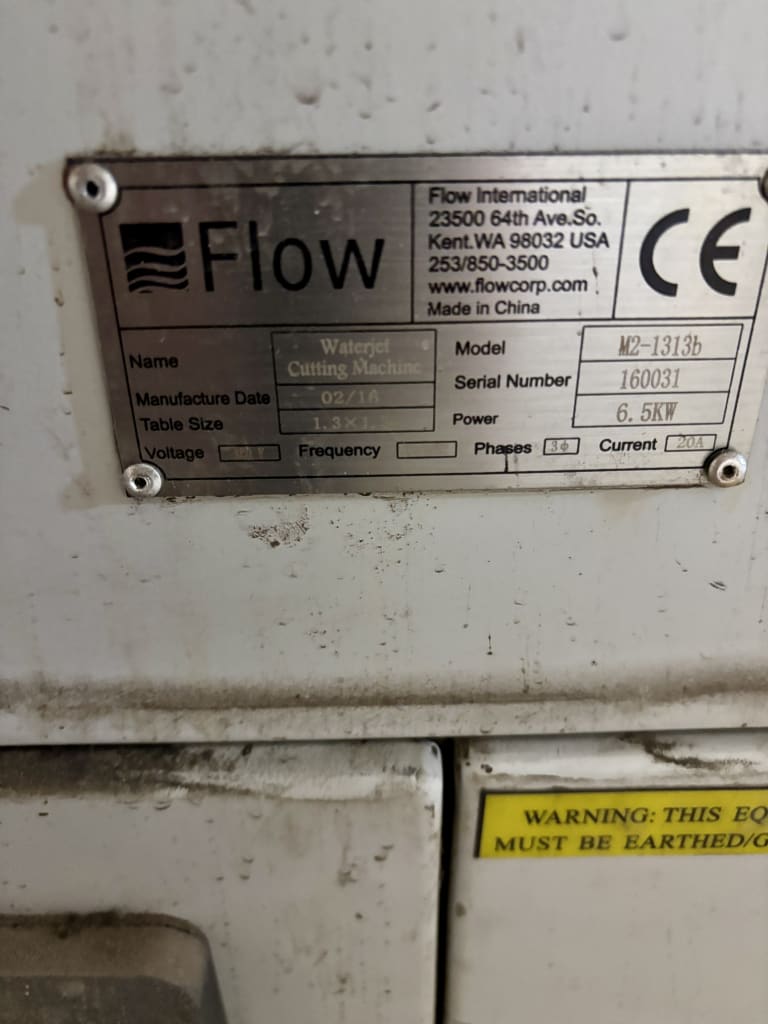 Flow
Flow International
23500 64th Ave.So.
Kent.WA 98032 USA
253/850-3500
www.flowcorp.com
Made in China
CE
Name Waterjet Cutting Machine
Manufacture Date 02/16
Table Size
Model M2-1313b
Serial Number 160031
Power 6.5KW
Voltage
Frequency
Phases 3ϕ
Current 20A
WARNING: THIS
MUST BE EARTHED/